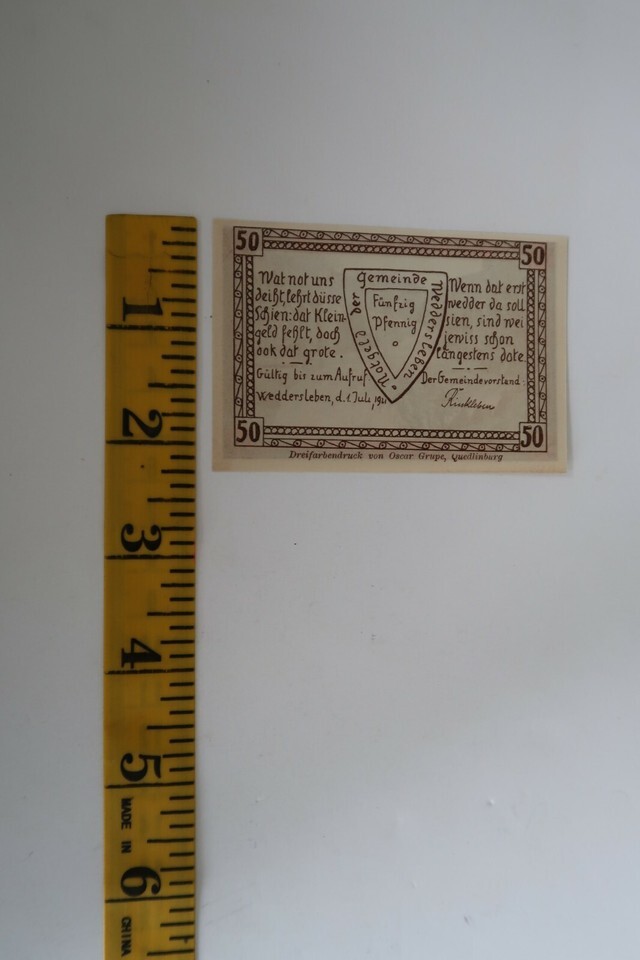 50
50
Wat not uns
deiht, lehrt düsse
Schien: dat Klein-
geld fehlt, doch
ook dat grote.
Gültig bis zum Aufruf
Weddersleben, d. 1. Juli, 1921
Notgeld der Gemeinde Weddersleben
Fünfzig
Pfennig
Wenn dat erst
wedder da soll
sien, sind wei
jewiss schon
längestens dote
Der Gemeindevorstand
Rinkleben
50
50
Dreifarbendruck von Oscar Grupe, Quedlinburg
1
2
3
4
5
MADE IN
6
CHINA